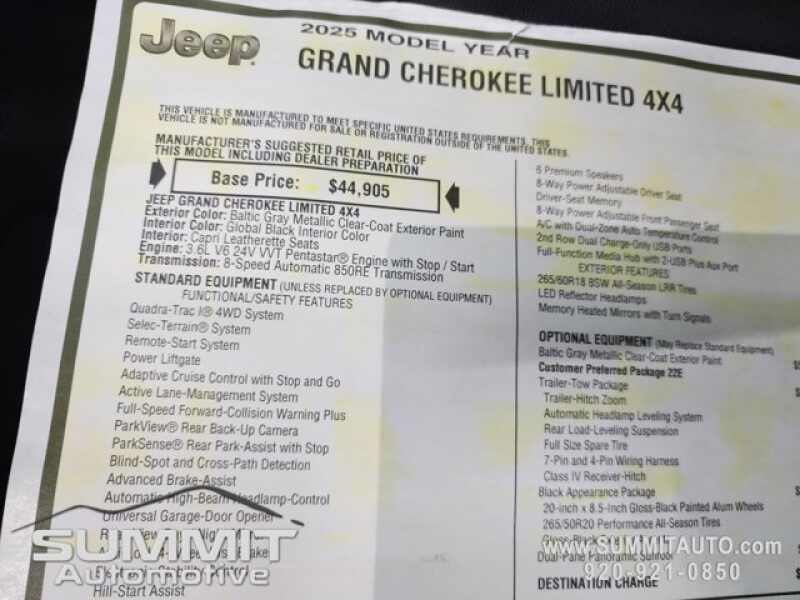 Jeep
2025 MODEL YEAR
GRAND CHEROKEE LIMITED 4X4
THIS VEHICLE IS MANUFACTURED TO MEET SPECIFIC UNITED STATES REQUIREMENTS. THIS
VEHICLE IS NOT MANUFACTURED FOR SALE OR REGISTRATION OUTSIDE OF THE UNITED STATES.
MANUFACTURER'S SUGGESTED RETAIL PRICE OF
THIS MODEL INCLUDING DEALER PREPARATION
Base Price: $44,905
JEEP GRAND CHEROKEE LIMITED 4X4
Exterior Color: Baltic Gray Metallic Clear-Coat Exterior Paint
Interior Color: Global Black Interior Color
Interior: Capri Leatherette Seats
Engine: 3.6L V6 24V VVT Pentastar® Engine with Stop / Start
Transmission: 8-Speed Automatic 850RE Transmission
STANDARD EQUIPMENT (UNLESS REPLACED BY OPTIONAL EQUIPMENT)
FUNCTIONAL/SAFETY FEATURES
Quadra-Trac I® 4WD System
Selec-Terrain® System
Remote-Start System
Power Liftgate
Adaptive Cruise Control with Stop and Go
Active Lane-Management System
Full-Speed Forward-Collision Warning Plus
ParkView® Rear Back-Up Camera
ParkSense® Rear Park-Assist with Stop
Blind-Spot and Cross-Path Detection
Advanced Brake-Assist
Automatic High-Beam Headlamp-Control
Universal Garage-Door Opener
Hill-Start Assist
6 Premium Speakers
8-Way Power Adjustable Driver Seat
Driver-Seat Memory
8-Way Power Adjustable Front Passenger Seat
A/C with Dual-Zone Auto Temperature Control
2nd Row Dual Charge-Only USB Ports
Full-Function Media Hub with 2-USB Plus Aux Port
EXTERIOR FEATURES
265/60R18 BSW All-Season LRR Tires
LED Reflector Headlamps
Memory Heated Mirrors with Turn Signals
OPTIONAL EQUIPMENT (May Replace Standard Equipment)
Baltic Gray Metallic Clear-Coat Exterior Paint
Customer Preferred Package 22E
Trailer-Tow Package
Trailer-Hitch Zoom
Automatic Headlamp Leveling System
Rear Load-Leveling Suspension
Full Size Spare Tire
7-Pin and 4-Pin Wiring Harness
Class IV Receiver-Hitch
Black Appearance Package
20-inch x 8.5-Inch Gloss-Black Painted Alum Wheels
265/50R20 Performance All-Season Tires
Dual-Pane Panoramic Sunroof
DESTINATION CHARGE
SUMMIT
Automotive
WWW.SUMMITAUTO.COM
920-921-0850